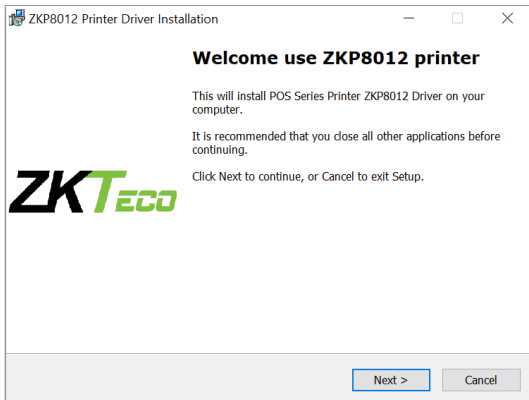 ZKP8012 Printer Driver Installation
Welcome use ZKP8012 printer
This will install POS Series Printer ZKP8012 Driver on your
computer.
It is recommended that you close all other applications before
continuing.
Click Next to continue, or Cancel to exit Setup.
ZKTECO
Next >
Cancel